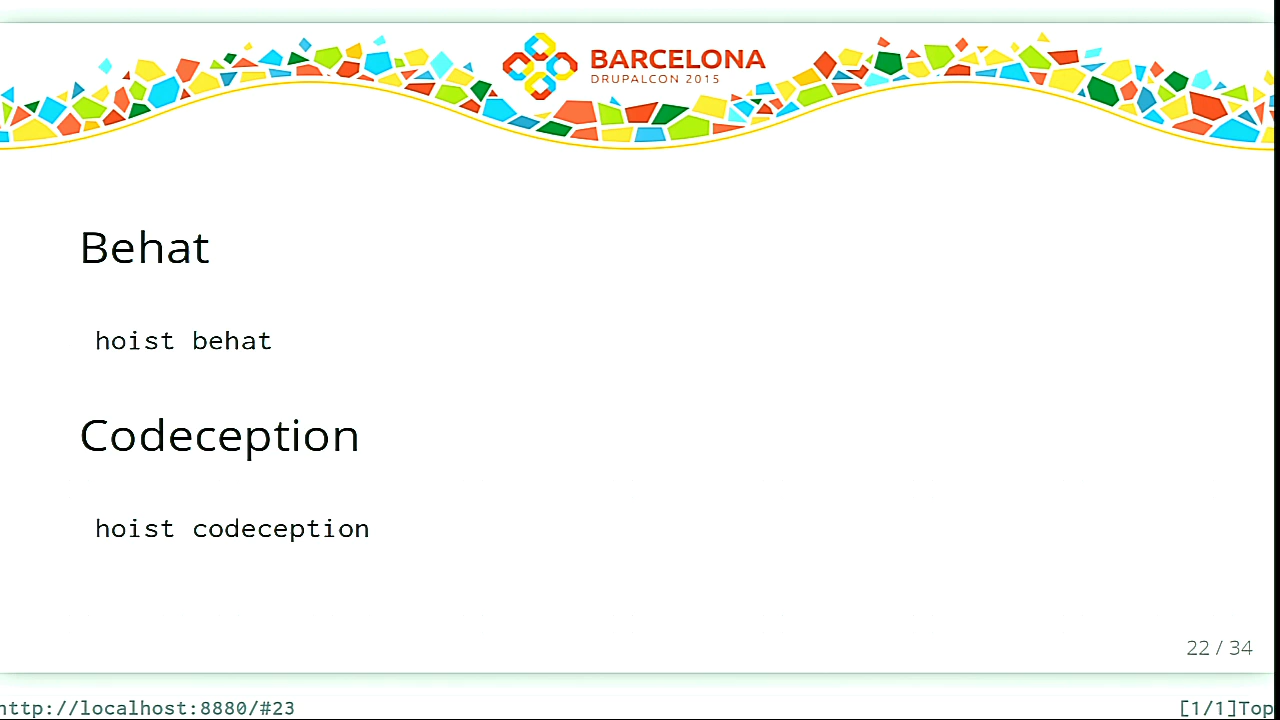 BARCELONA
DRUPALCON 2015
Behat
hoist behat
Codeception
hoist codeception
22 / 34
http://localhost:8880/#23
[1/1]Top